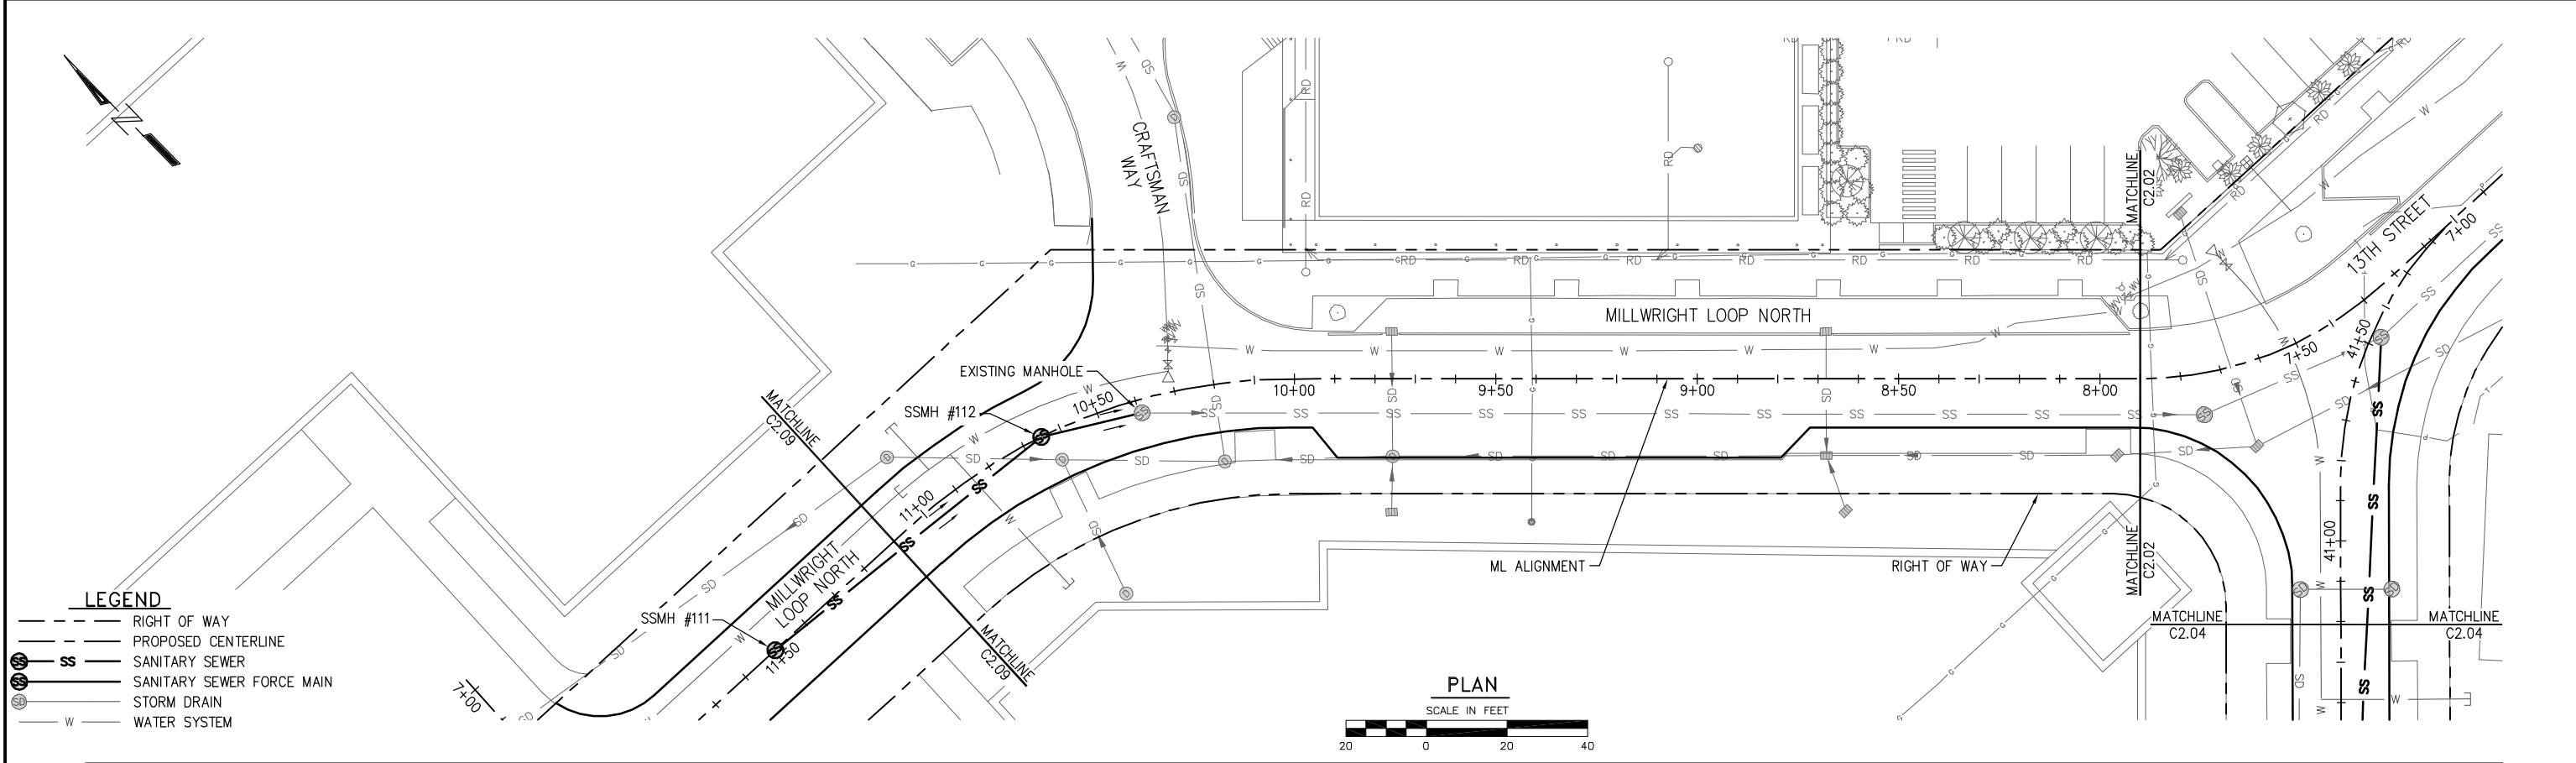 CRAFTSMAN
WAY
MATCHLINE
C2.02
13TH STREET
7+00
MILLWRIGHT LOOP NORTH
EXISTING MANHOLE
SSMH #112
10+50
10+00
9+50
9+00
8+50
8+00
7+50
41+50
MATCHLINE
C2.09
11+00
MILLWRIGHT
LOOP NORTH
SSMH #111
11+50
MATCHLINE
C2.09
ML ALIGNMENT
RIGHT OF WAY
MATCHLINE
C2.02
41+00
MATCHLINE
C2.04
MATCHLINE
C2.04
7+00
LEGEND
RIGHT OF WAY
PROPOSED CENTERLINE
SS SS SANITARY SEWER
SS SANITARY SEWER FORCE MAIN
SD STORM DRAIN
W WATER SYSTEM
PLAN
SCALE IN FEET
20 0 20 40